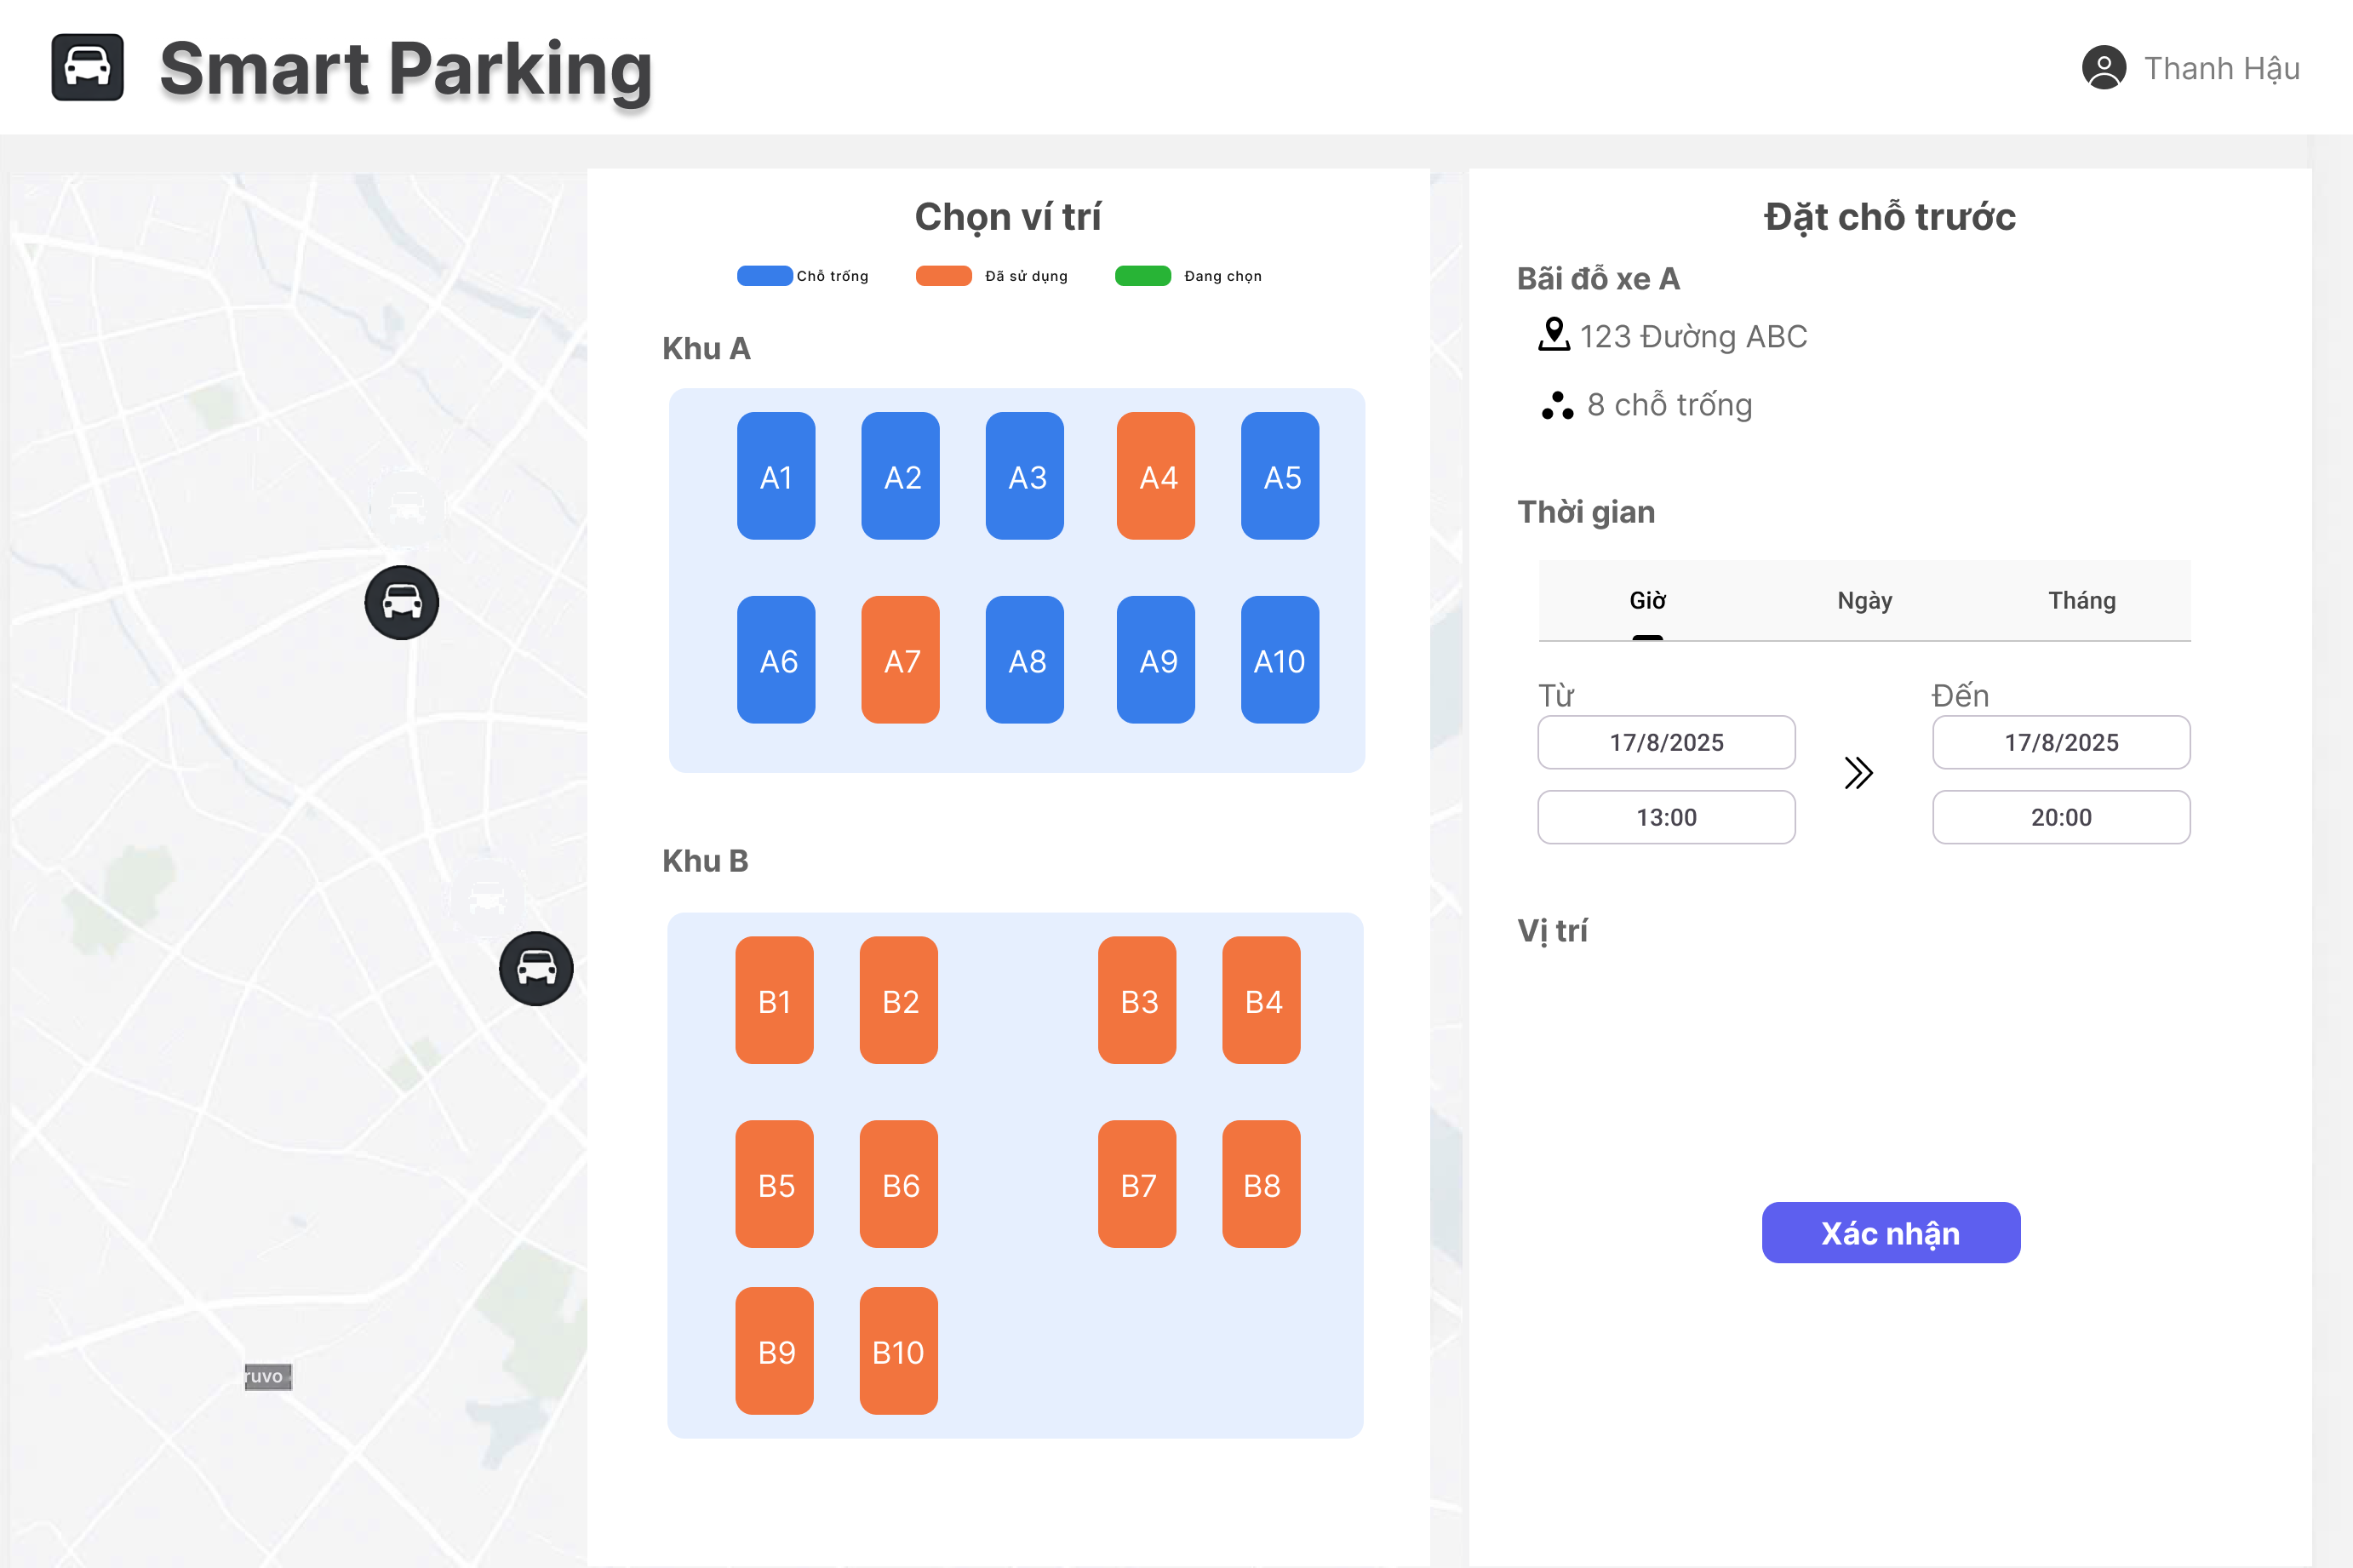 Smart Parking
Thanh Hậu
Chọn ví trí
Chỗ trống
Đã sử dụng
Đang chọn
Khu A
A1 A2 A3 A4 A5
A6 A7 A8 A9 A10
Khu B
B1 B2 B3 B4
B5 B6 B7 B8
B9 B10
Đặt chỗ trước
Bãi đỗ xe A
123 Đường ABC
8 chỗ trống
Thời gian
Giờ Ngày Tháng
Từ Đến
17/8/2025 17/8/2025
13:00 20:00
Vị trí
Xác nhận
ruvo